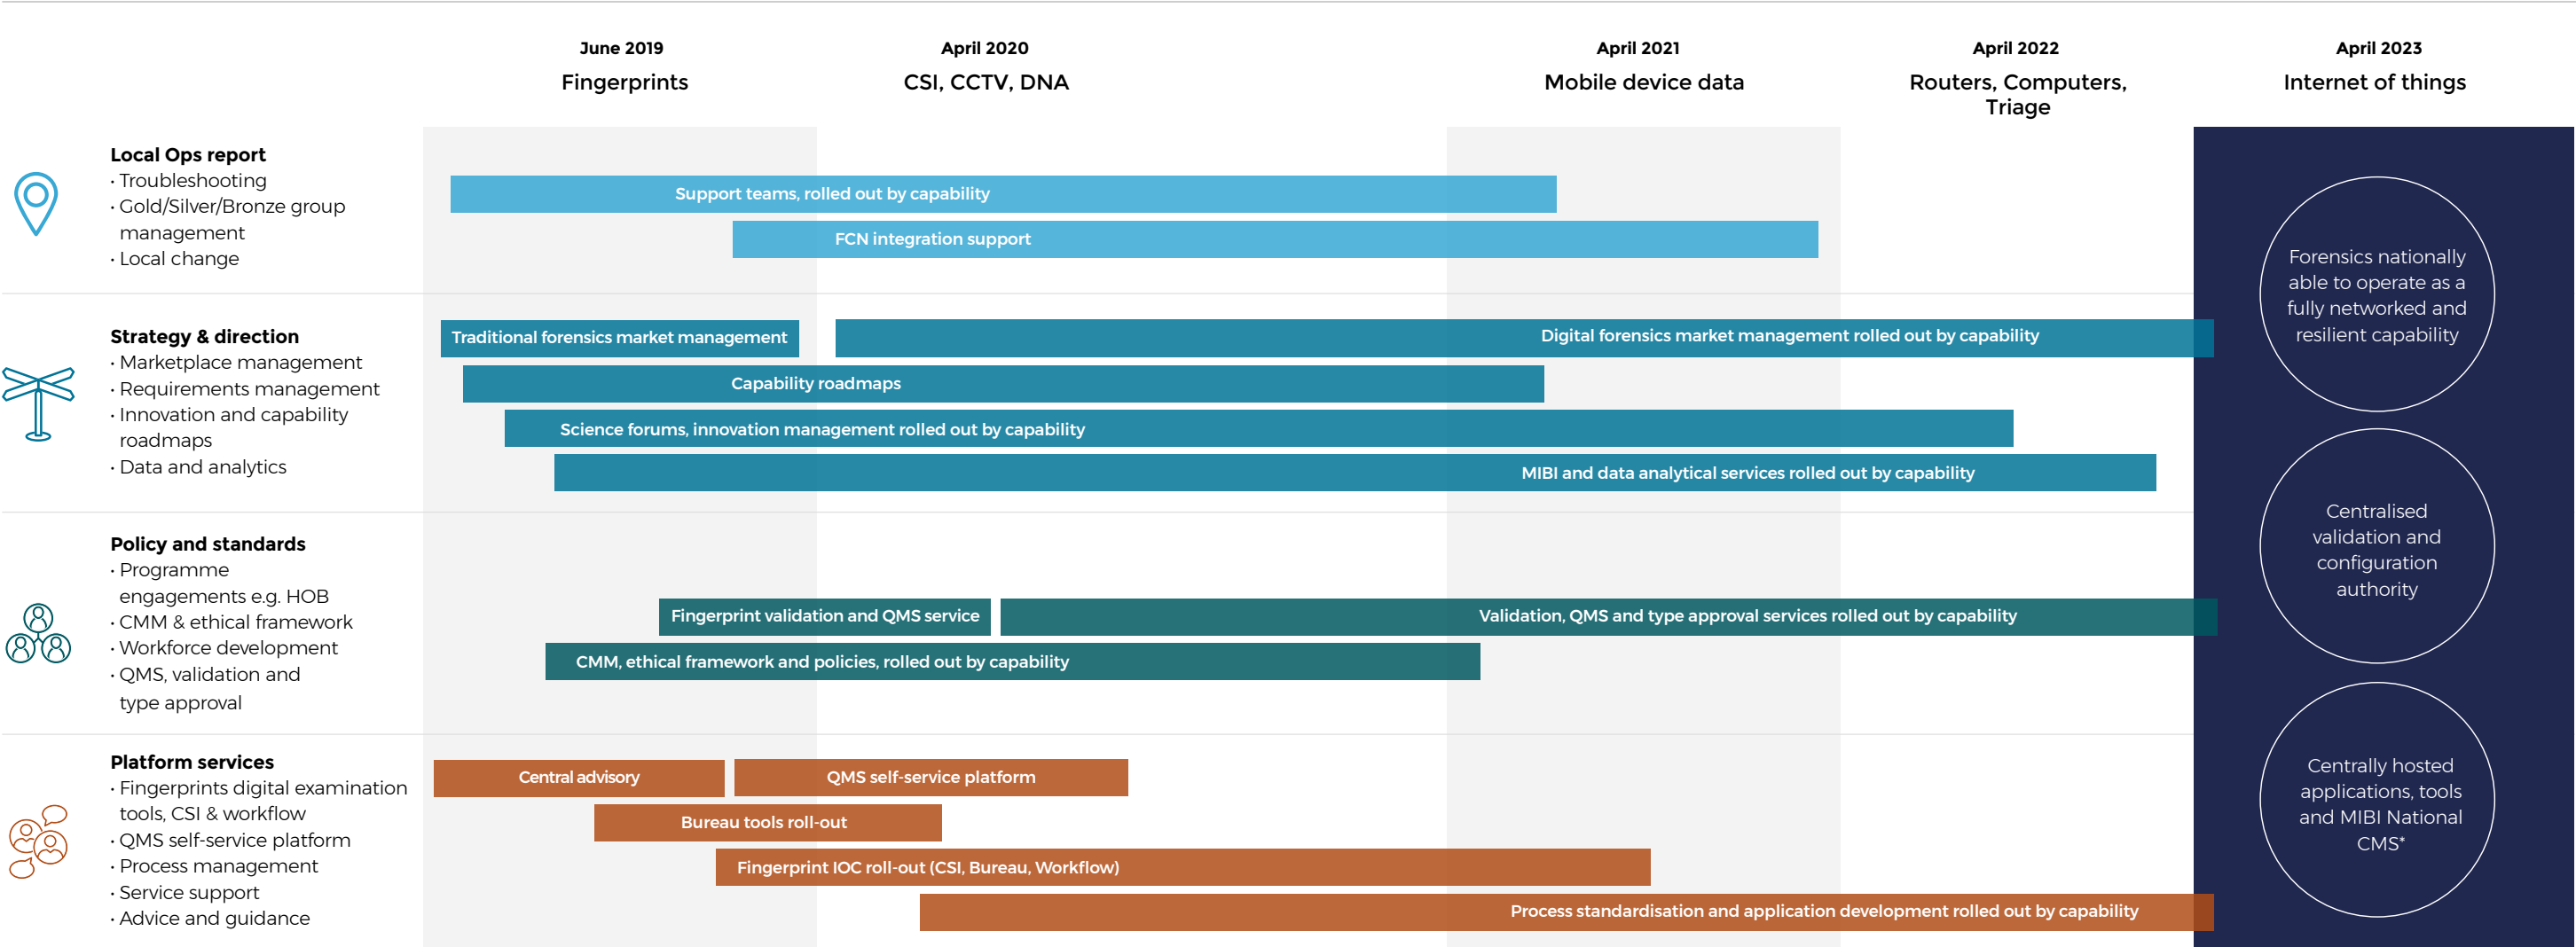 June 2019
Fingerprints
April 2020
CSI, CCTV, DNA
April 2021
Mobile device data
April 2022
Routers, Computers,
Triage
April 2023
Internet of things
Local Ops report
· Troubleshooting
· Gold/Silver/Bronze group
management
· Local change
Support teams, rolled out by capability
FCN integration support
Strategy & direction
· Marketplace management
· Requirements management
· Innovation and capability
roadmaps
· Data and analytics
Traditional forensics market management
Digital forensics market management rolled out by capability
Capability roadmaps
Science forums, innovation management rolled out by capability
MIBI and data analytical services rolled out by capability
Policy and standards
· Programme
engagements e.g. HOB
· CMM & ethical framework
· Workforce development
· QMS, validation and
type approval
Fingerprint validation and QMS service
Validation, QMS and type approval services rolled out by capability
CMM, ethical framework and policies, rolled out by capability
Platform services
· Fingerprints digital examination
tools, CSI & workflow
· QMS self-service platform
· Process management
· Service support
· Advice and guidance
Central advisory
QMS self-service platform
Bureau tools roll-out
Fingerprint IOC roll-out (CSI, Bureau, Workflow)
Process standardisation and application development rolled out by capability
Forensics nationally
able to operate as a
fully networked and
resilient capability
Centralised
validation and
configuration
authority
Centrally hosted
applications, tools
and MIBI National
CMS*